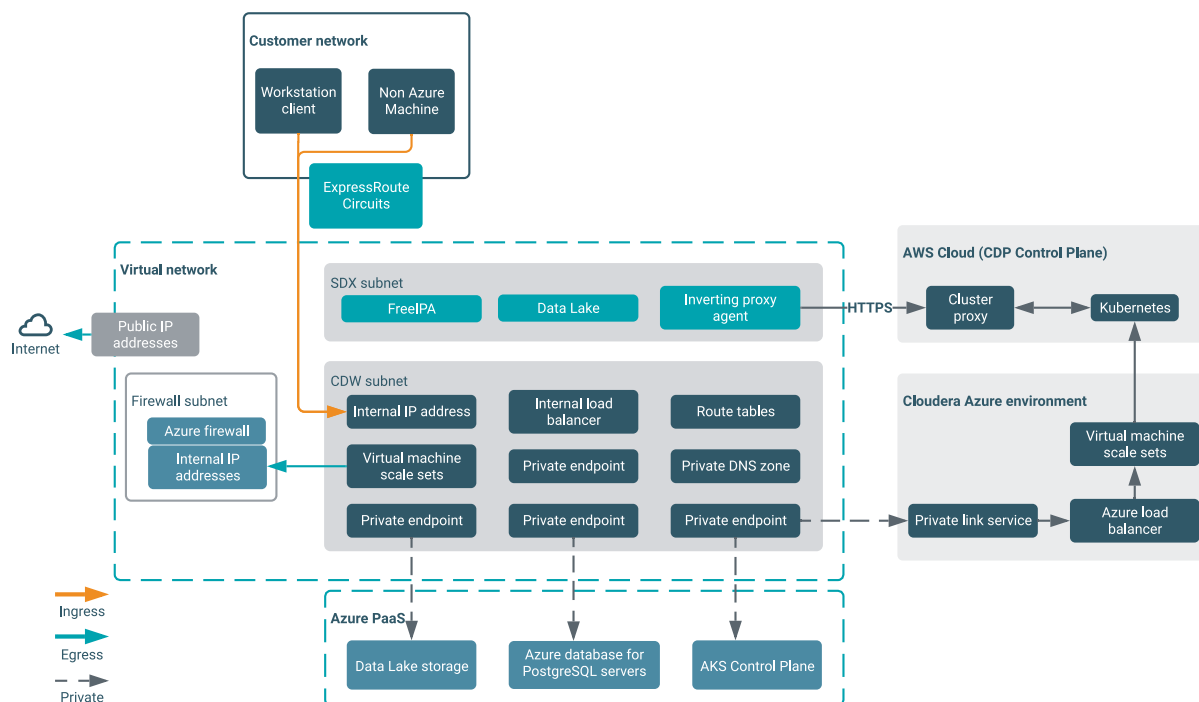 Customer network
Workstation
client
Non Azure
Machine
ExpressRoute
Circuits
Virtual network
SDX subnet
FreeIPA
Data Lake
Inverting proxy
agent
HTTPS
AWS Cloud (CDP Control Plane)
Cluster
proxy
Kubernetes
Internet
Public IP
addresses
Firewall subnet
Azure firewall
Internal IP
addresses
CDW subnet
Internal IP address
Internal load
balancer
Route tables
Virtual machine
scale sets
Private endpoint
Private DNS zone
Private endpoint
Private endpoint
Private endpoint
Cloudera Azure environment
Virtual machine
scale sets
Private link service
Azure load
balancer
Azure PaaS
Data Lake storage
Azure database for
PostgreSQL servers
AKS Control Plane
Ingress
Egress
Private